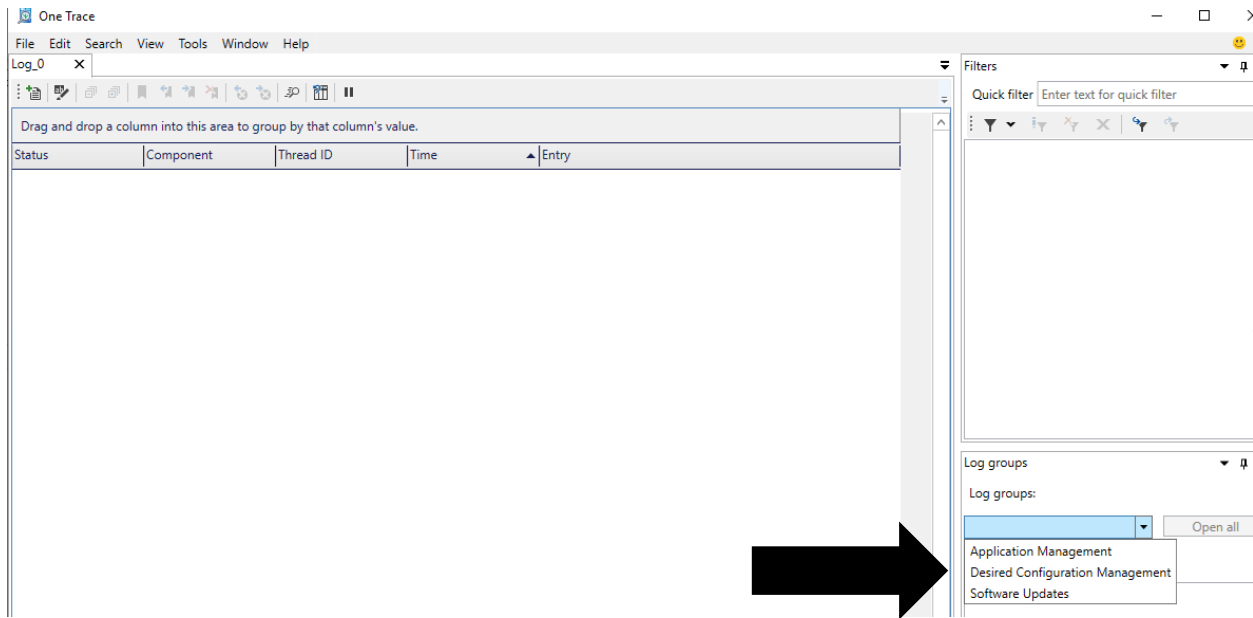 One Trace
File Edit Search View Tools Window Help
Log_0
Filters
Quick filter Enter text for quick filter
Drag and drop a column into this area to group by that column's value.
Status Component Thread ID Time Entry
Log groups
Log groups:
Open all
Application Management
Desired Configuration Management
Software Updates